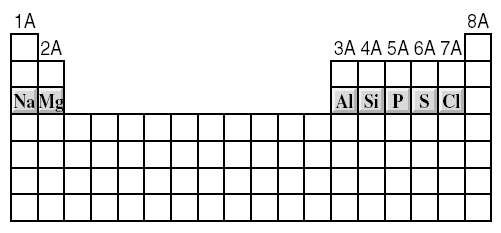 1A 8A
2A 3A 4A 5A 6A 7A
Na Mg Al Si P S Cl